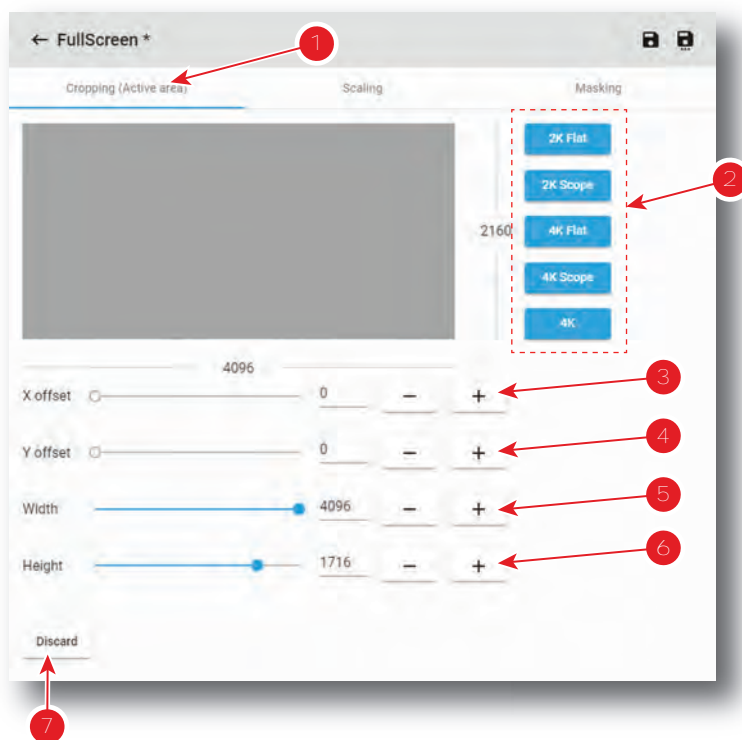 ← FullScreen *
1
Cropping (Active area)
Scaling
Masking
2K Flat
2K Scope
2
2160
4K Flat
4K Scope
4K
4096
3
X offset
0
−
+
4
Y offset
0
−
+
5
Width
4096
−
+
6
Height
1716
−
+
Discard
7